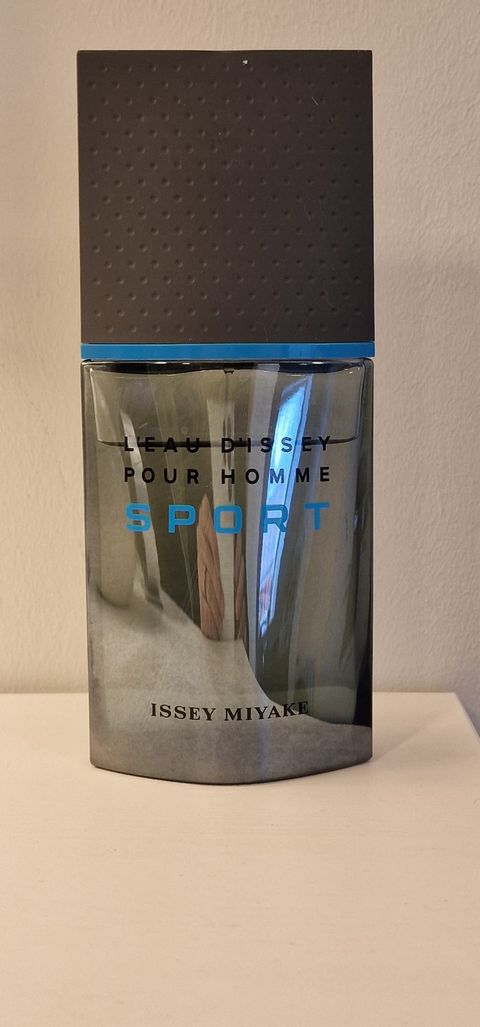 L'EAU D'ISSEY
POUR HOMME
SPORT
ISSEY MIYAKE